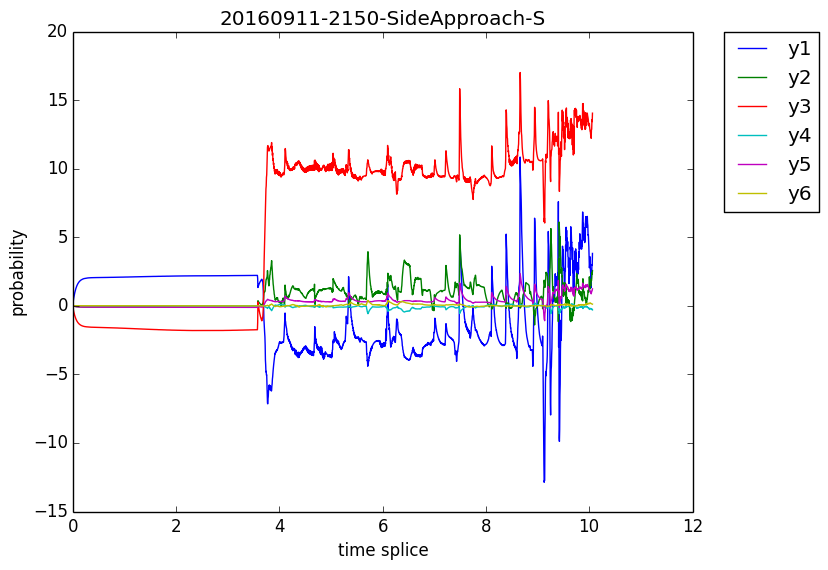 20160911-2150-SideApproach-S
20
15
10
5
0
−5
−10
−15
probability
0 2 4 6 8 10 12
time splice
y1
y2
y3
y4
y5
y6